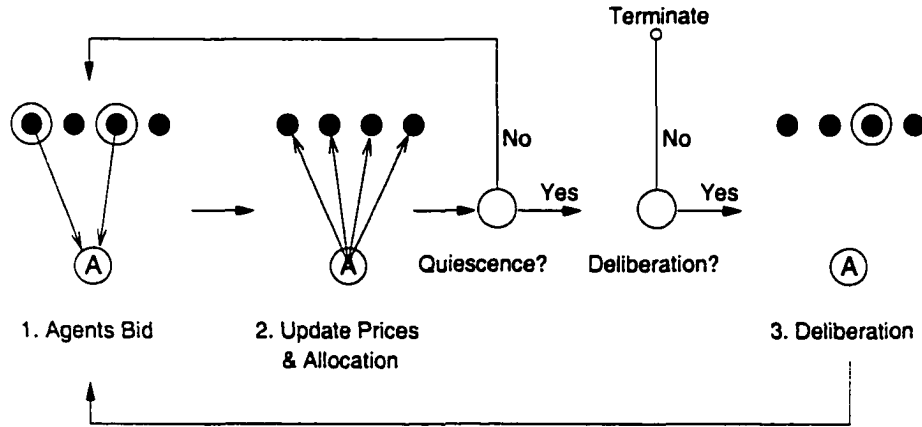 Terminate
No
No
Yes
Yes
A
A
A
Quiescence?
Deliberation?
1. Agents Bid
2. Update Prices
& Allocation
3. Deliberation